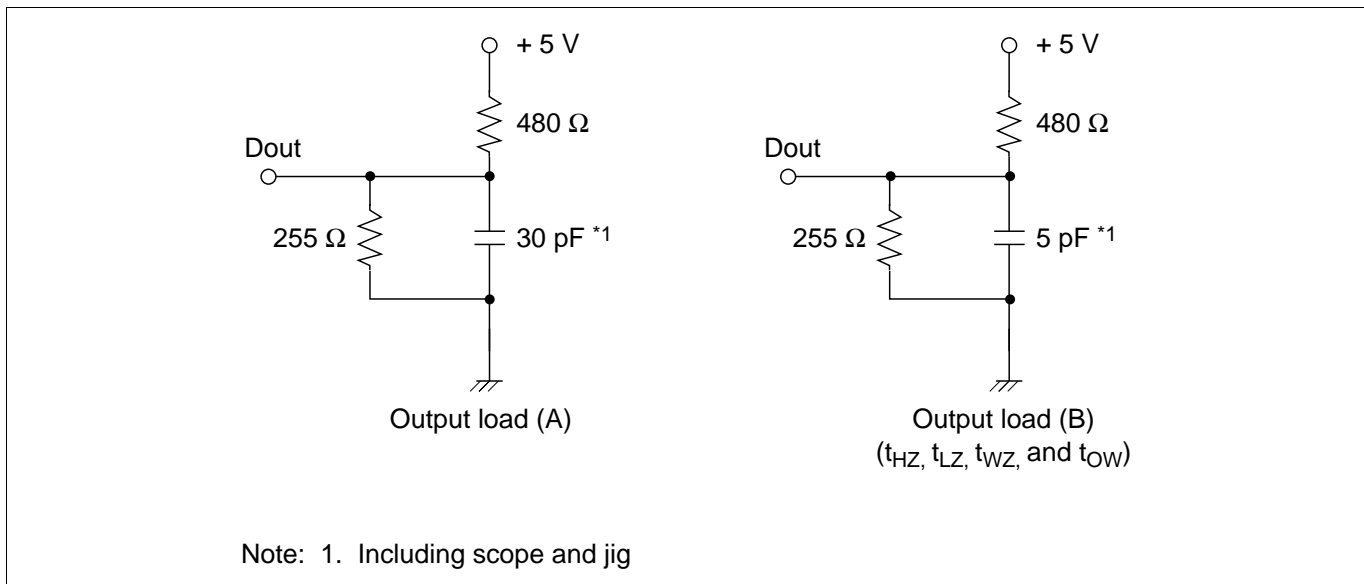 + 5 V
480 Ω
Dout
255 Ω
30 pF *1
Output load (A)
+ 5 V
480 Ω
Dout
255 Ω
5 pF *1
Output load (B)
(tHZ, tLZ, tWZ, and tOW)
Note: 1. Including scope and jig